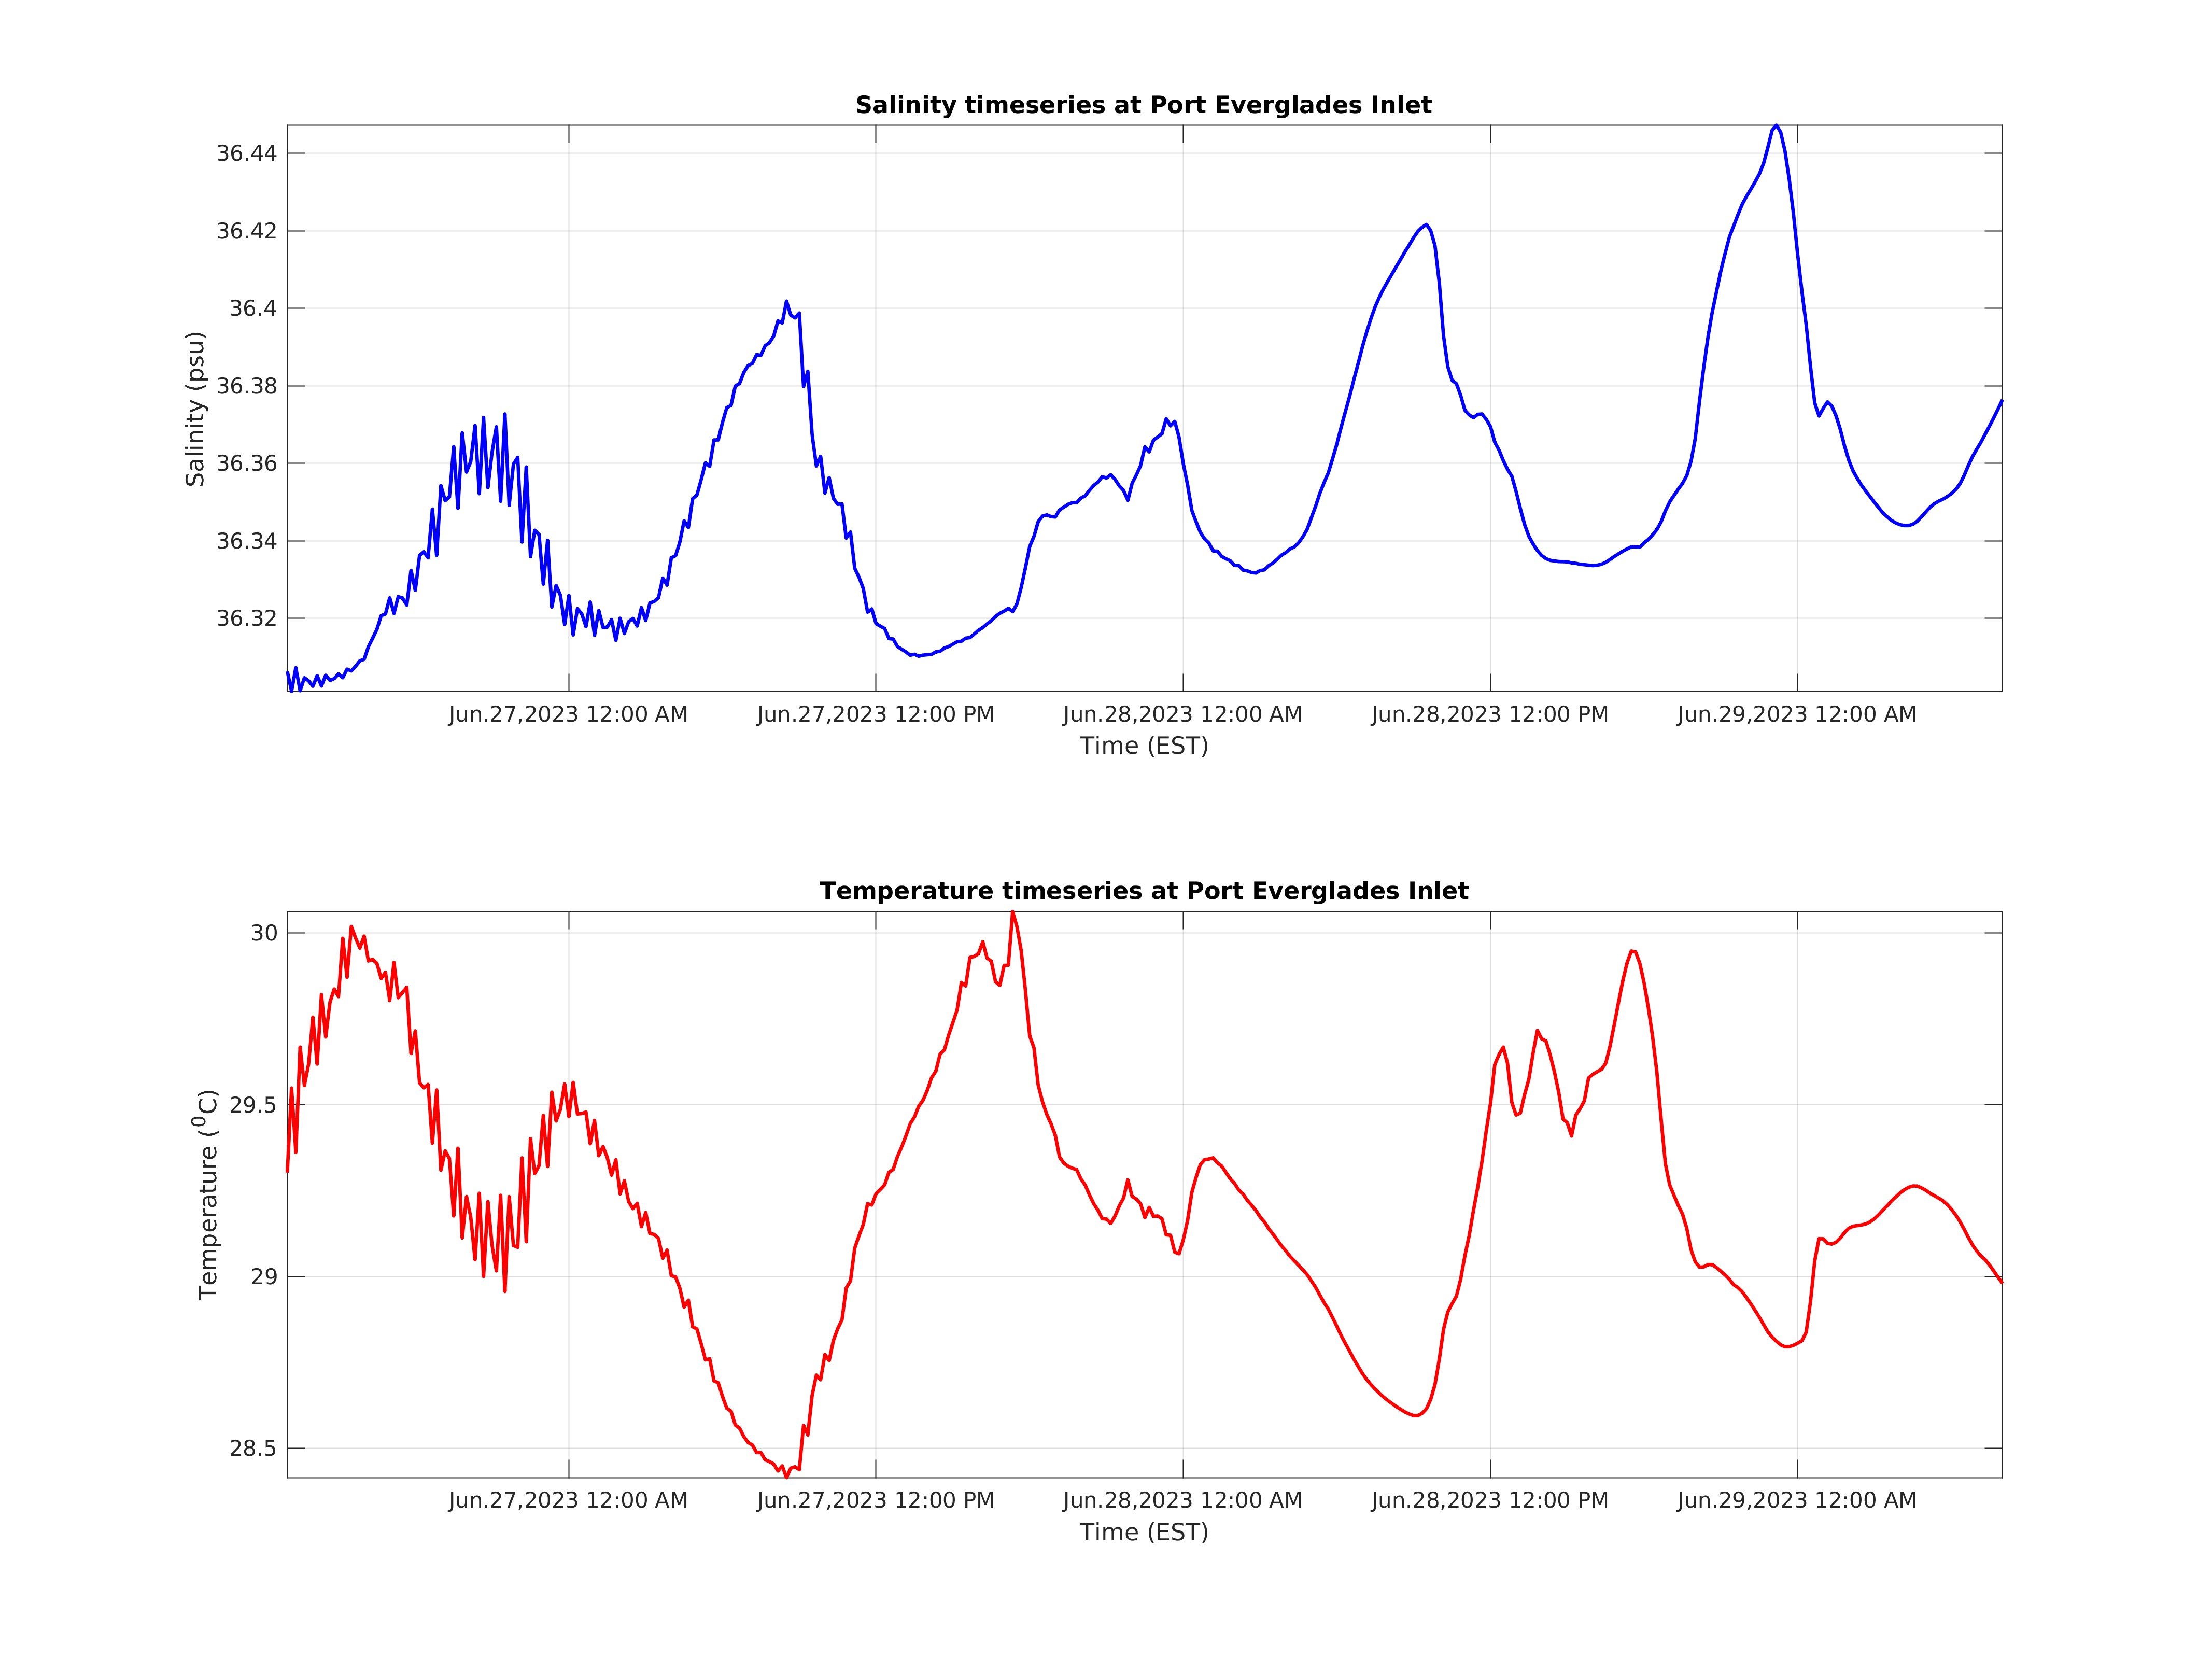 Salinity timeseries at Port Everglades Inlet
36.44
36.42
36.4
36.38
36.36
36.34
36.32
Salinity (psu)
Jun.27,2023 12:00 AM Jun.27,2023 12:00 PM Jun.28,2023 12:00 AM Jun.28,2023 12:00 PM Jun.29,2023 12:00 AM
Time (EST)
Temperature timeseries at Port Everglades Inlet
30
29.5
29
28.5
Temperature (⁰C)
Jun.27,2023 12:00 AM Jun.27,2023 12:00 PM Jun.28,2023 12:00 AM Jun.28,2023 12:00 PM Jun.29,2023 12:00 AM
Time (EST)